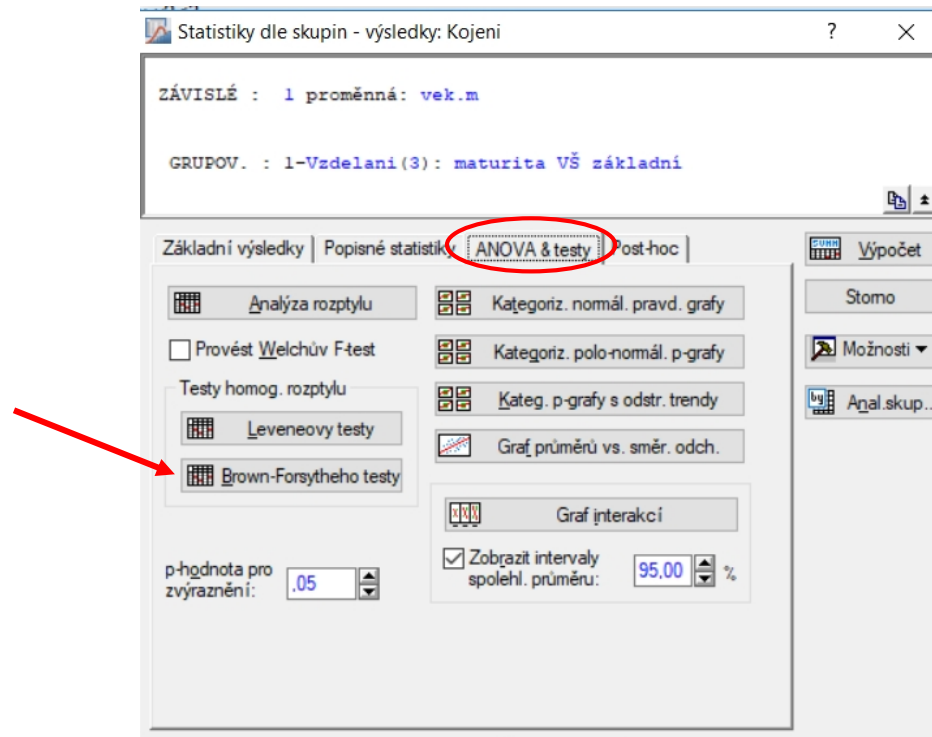 Statistiky dle skupin - výsledky: Kojeni ?
ZÁVISLÉ : 1 proměnná: vek.m
GRUPOV. : 1-Vzdelani(3): maturita VŠ základní
Základní výsledky Popisné statistiky ANOVA & testy Post-hoc
Výpočet
Storno
Možnosti
Anal.skup..
Analýza rozptylu
Provést Welchův F-test
Testy homog. rozptylu
Leveneovy testy
Brown-Forsytheho testy
p-hodnota pro
zvýraznění: ,05
Kategoriz. normál. pravd. grafy
Kategoriz. polo-normál. p-grafy
Kateg. p-grafy s odstr. trendy
Graf průměrů vs. směr. odch.
Graf interakcí
Zobrazit intervaly
spolehl. průměru: 95,00 %